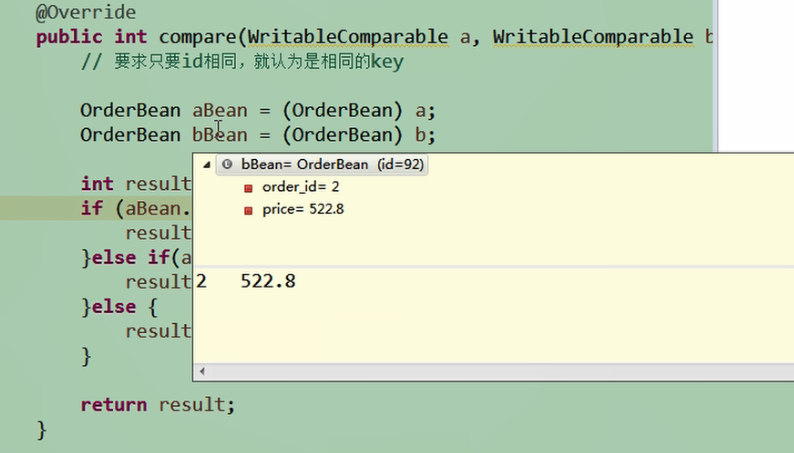 @Override
public int compare(WritableComparable a, WritableComparable b
// 要求只要id相同，就认为是相同的key
OrderBean aBean = (OrderBean) a;
OrderBean bBean = (OrderBean) b;
bBean= OrderBean (id=92)
order_id= 2
price= 522.8
int result
if (aBean.
result
}else if(a
result
2 522.8
}else {
result
}
return result;
}